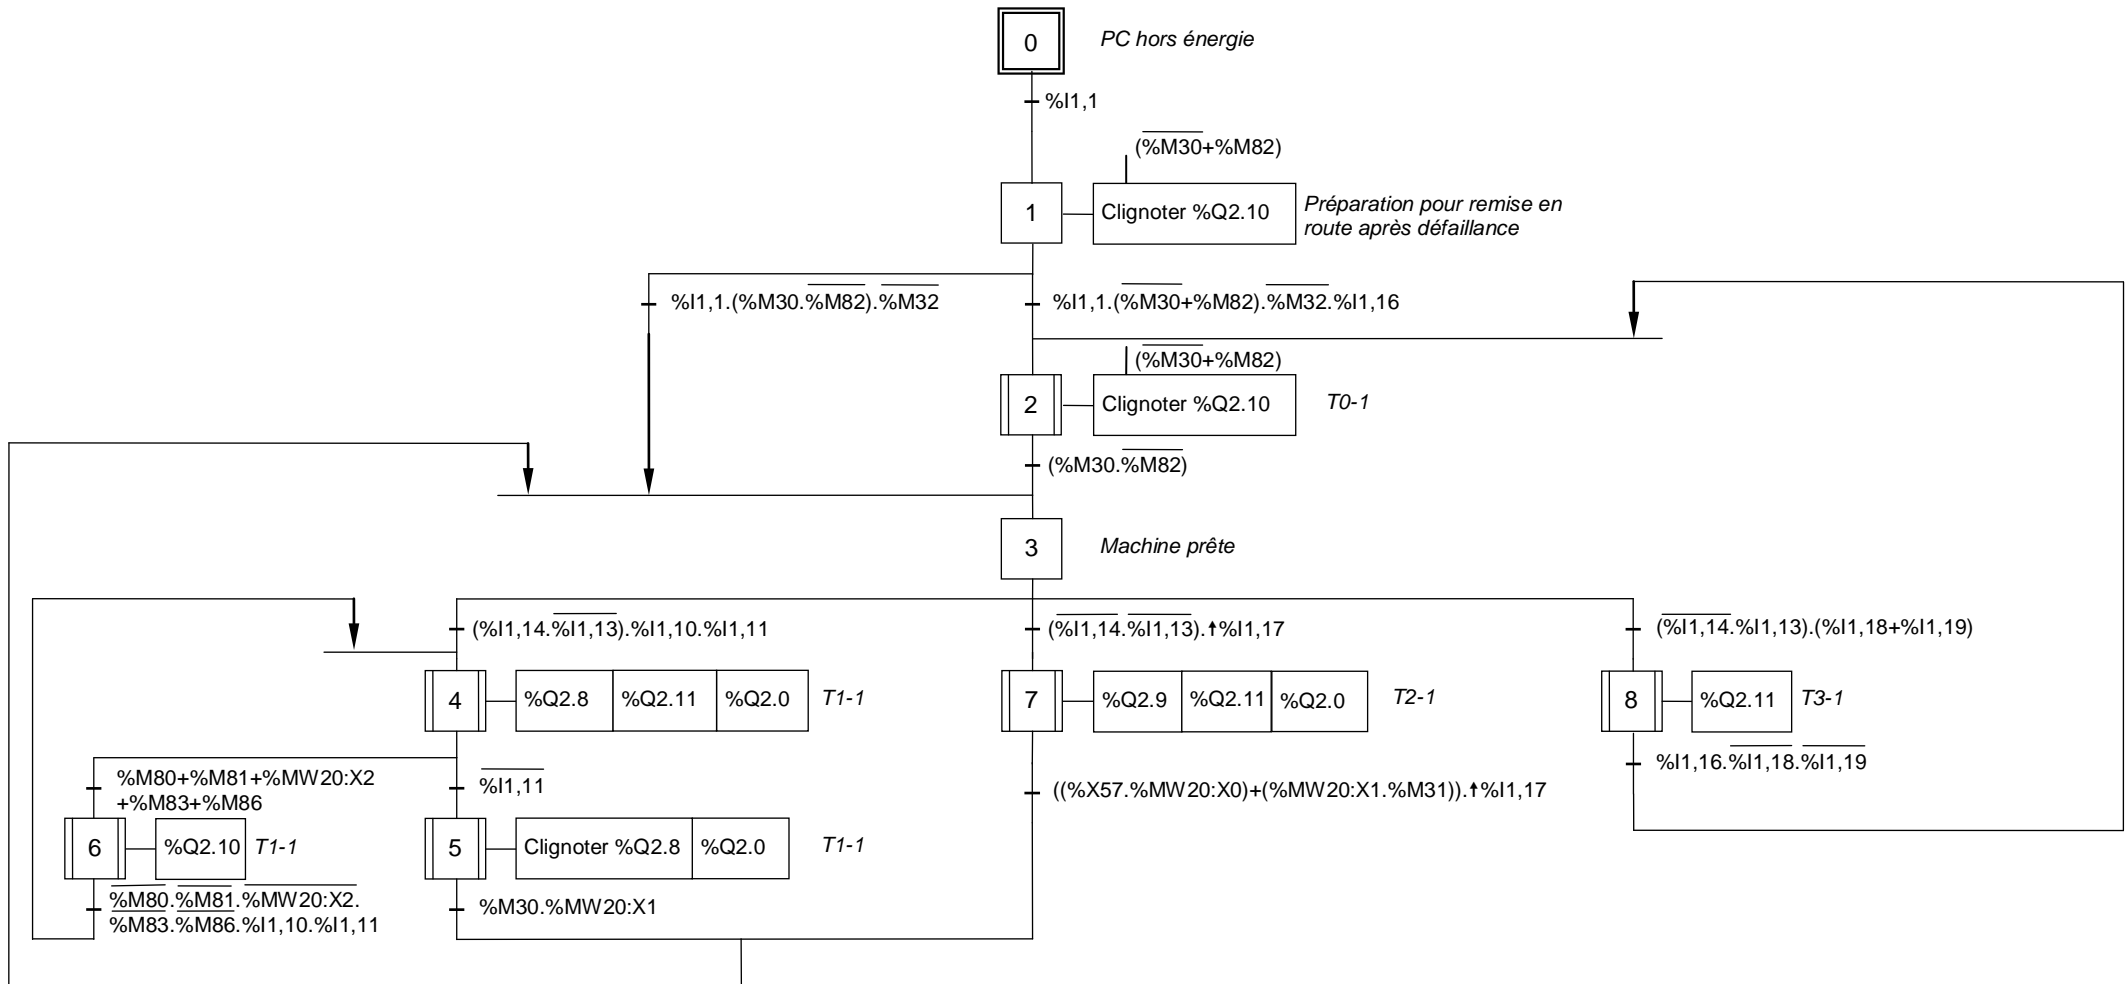 0
PC hors énergie
%I1,1
(%M30+%M82)
1
Clignoter %Q2.10
Préparation pour remise en
route après défaillance
%I1,1.(%M30.%M82).%M32
%I1,1.(%M30+%M82).%M32.%I1,16
(%M30+%M82)
2
Clignoter %Q2.10
T0-1
(%M30.%M82)
3
Machine prête
(%I1,14.%I1,13).%I1,10.%I1,11
(%I1,14.%I1,13).↑%I1,17
(%I1,14.%I1,13).(%I1,18+%I1,19)
4
%Q2.8
%Q2.11
%Q2.0
T1-1
7
%Q2.9
%Q2.11
%Q2.0
T2-1
8
%Q2.11
T3-1
%M80+%M81+%MW20:X2
+%M83+%M86
%I1,11
((%X57.%MW20:X0)+(%MW20:X1.%M31)).↑%I1,17
%I1,16.%I1,18.%I1,19
6
%Q2.10
T1-1
5
Clignoter %Q2.8
%Q2.0
T1-1
%M80.%M81.%MW20:X2.
%M83.%M86.%I1,10.%I1,11
%M30.%MW20:X1